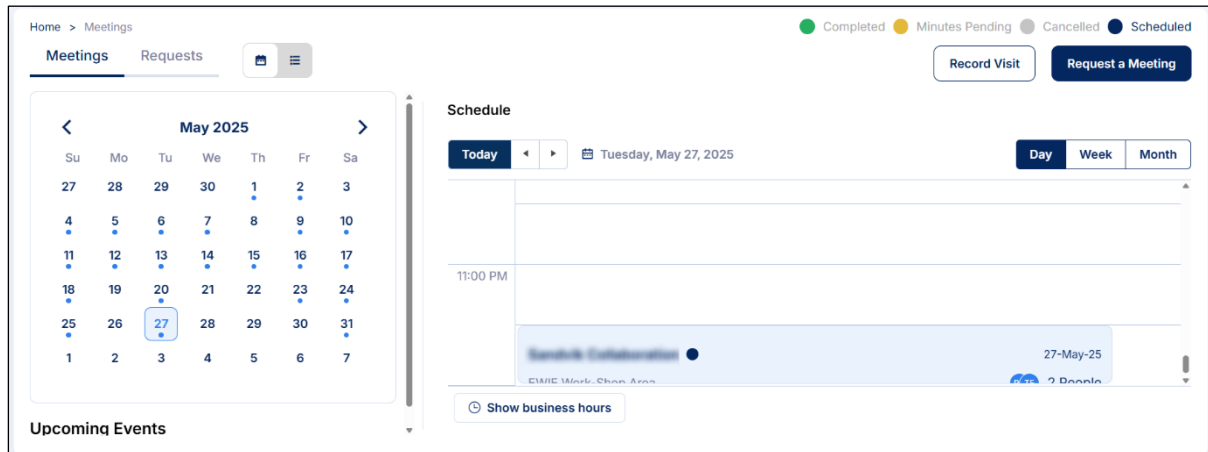 Home > Meetings
Completed Minutes Pending Cancelled Scheduled
Meetings Requests
Record Visit Request a Meeting
May 2025
Su Mo Tu We Th Fr Sa
27 28 29 30 1 2 3
4 5 6 7 8 9 10
11 12 13 14 15 16 17
18 19 20 21 22 23 24
25 26 27 28 29 30 31
1 2 3 4 5 6 7
Upcoming Events
Schedule
Today Tuesday, May 27, 2025 Day Week Month
11:00 PM
27-May-25
Work-Shop Area
2 People
Show business hours